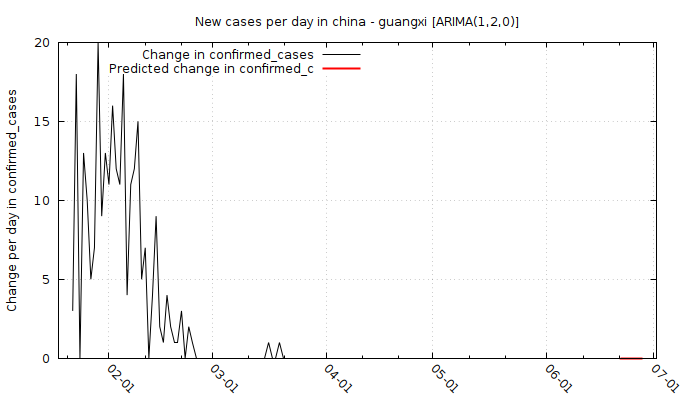 New cases per day in china - guangxi [ARIMA(1,2,0)]
Change in confirmed_cases
Predicted change in confirmed_c
Change per day in confirmed_cases
20
15
10
5
0
02-01
03-01
04-01
05-01
06-01
07-01